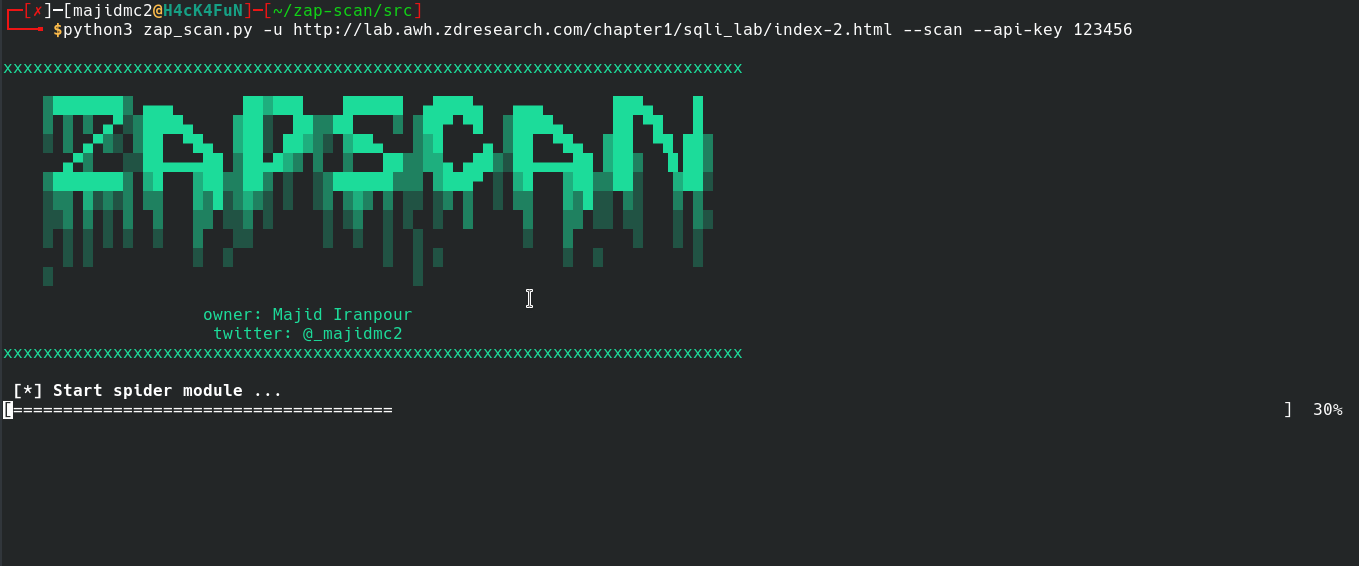 [✗]─[majidmc2@H4cK4FuN]─[~/zap-scan/src]
$python3 zap_scan.py -u http://lab.awh.zdresearch.com/chapter1/sqli_lab/index-2.html --scan --api-key 123456
xxxxxxxxxxxxxxxxxxxxxxxxxxxxxxxxxxxxxxxxxxxxxxxxxxxxxxxxxxxxxxxxxxxxxxxxxx
ZAPSCAN
owner: Majid Iranpour
twitter: @_majidmc2
xxxxxxxxxxxxxxxxxxxxxxxxxxxxxxxxxxxxxxxxxxxxxxxxxxxxxxxxxxxxxxxxxxxxxxxxxx
[*] Start spider module ...
[====================================== ] 30%